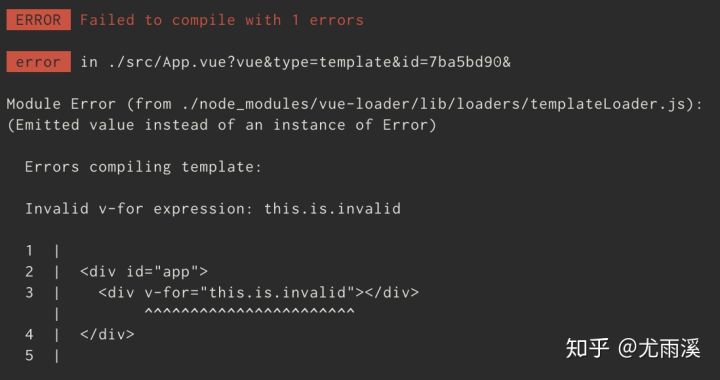 ERROR Failed to compile with 1 errors
error in ./src/App.vue?vue&type=template&id=7ba5bd90&
Module Error (from ./node_modules/vue-loader/lib/loaders/templateLoader.js):
(Emitted value instead of an instance of Error)
Errors compiling template:
Invalid v-for expression: this.is.invalid
1 |
2 | <div id="app">
3 | <div v-for="this.is.invalid"></div>
| ^^^^^^^^^^^^^^^^^^^^^^^
4 | </div>
5 |
知乎 @尤雨溪